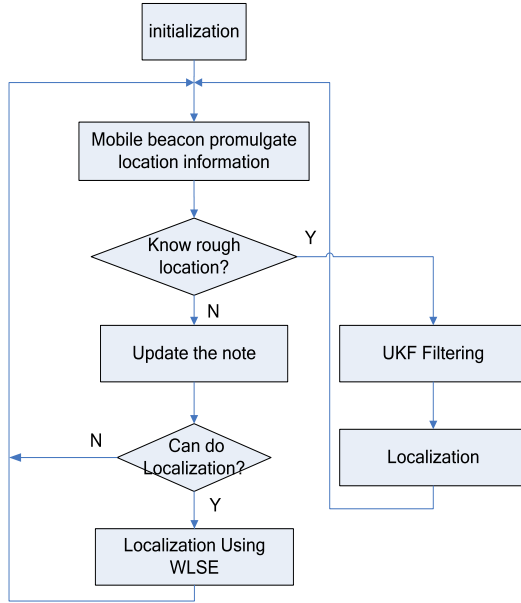 initialization
Mobile beacon promulgate
location information
Know rough
location?
Y
N
Update the note
UKF Filtering
Can do
Localization?
N
Y
Localization
Localization Using
WLSE